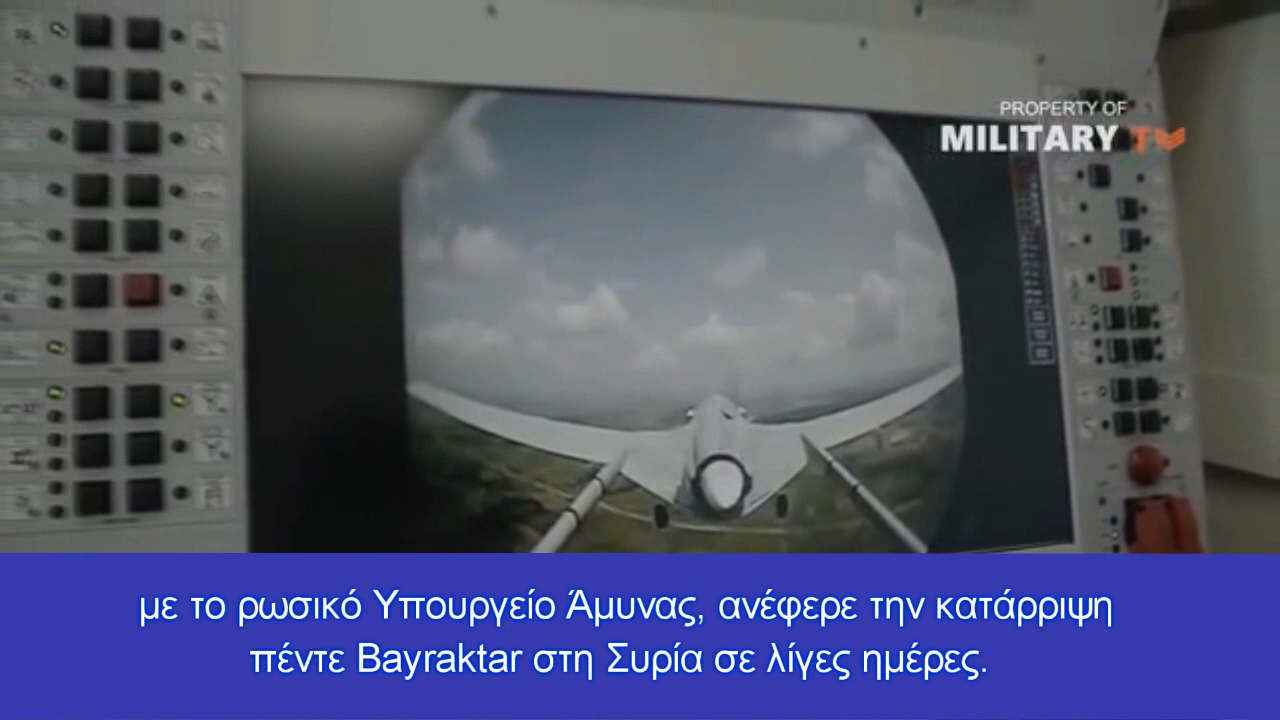 PROPERTY OF
MILITARY TV
με το ρωσικό Υπουργείο Άμυνας, ανέφερε την κατάρριψη
πέντε Bayraktar στη Συρία σε λίγες ημέρες.